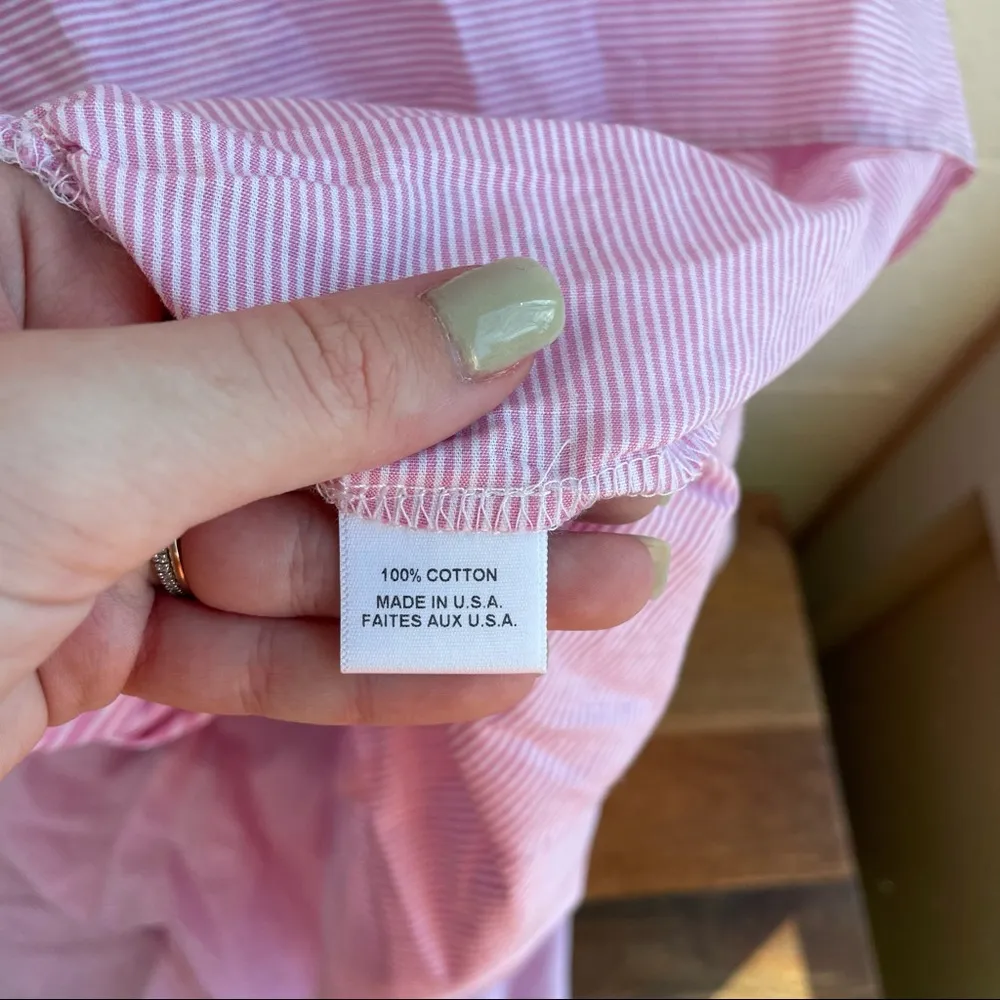 100% COTTON
MADE IN U.S.A.
FAITES AUX U.S.A.